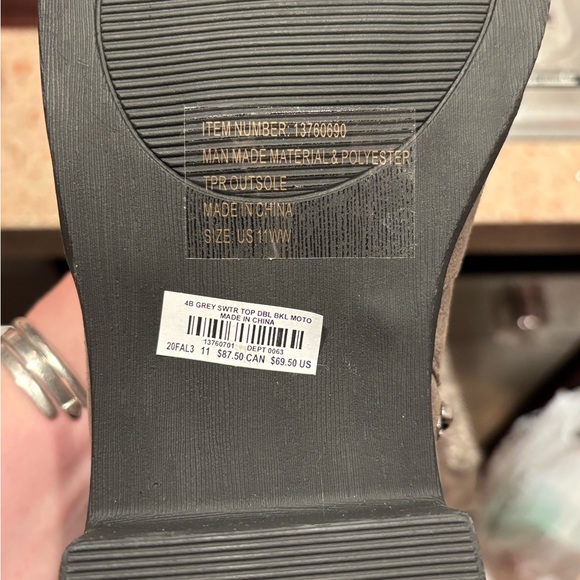 ITEM NUMBER: 13760690
MAN MADE MATERIAL & POLYESTER
TPR OUTSOLE
MADE IN CHINA
SIZE: US 11WW
4B GREY SWTR TOP DBL BKL MOTO
MADE IN CHINA
13760701 DEPT 0063
20FAL3 11 $87.50 CAN $69.50 US